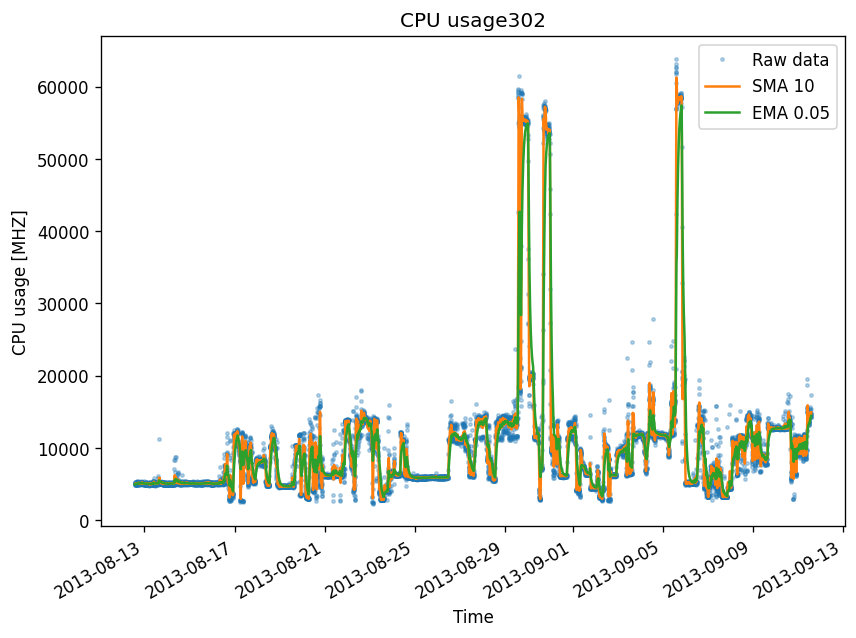 CPU usage302
Raw data
SMA 10
EMA 0.05
CPU usage [MHZ]
60000
50000
40000
30000
20000
10000
0
2013-08-13
2013-08-17
2013-08-21
2013-08-25
2013-08-29
2013-09-01
2013-09-05
2013-09-09
2013-09-13
Time